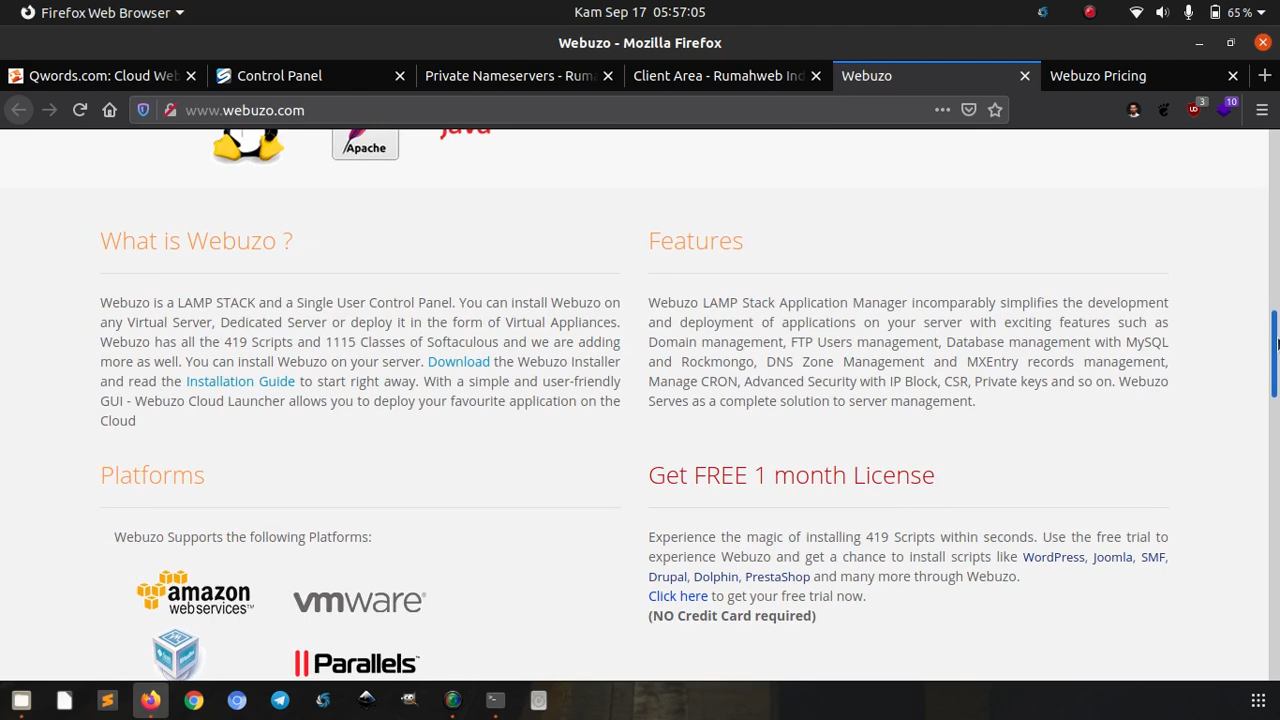 Firefox Web Browser
Kam Sep 17 05:57:05
65 %
Webuzo - Mozilla Firefox
Qwords.com: Cloud Web
Control Panel
Private Nameservers - Ruma
Client Area - Rumahweb Ind
Webuzo
Webuzo Pricing
www.webuzo.com
3
10
Apache
Java
What is Webuzo ?
Webuzo is a LAMP STACK and a Single User Control Panel. You can install Webuzo on
any Virtual Server, Dedicated Server or deploy it in the form of Virtual Appliances.
Webuzo has all the 419 Scripts and 1115 Classes of Softaculous and we are adding
more as well. You can install Webuzo on your server. Download the Webuzo Installer
and read the Installation Guide to start right away. With a simple and user-friendly
GUI - Webuzo Cloud Launcher allows you to deploy your favourite application on the
Cloud
Features
Webuzo LAMP Stack Application Manager incomparably simplifies the development
and deployment of applications on your server with exciting features such as
Domain management, FTP Users management, Database management with MySQL
and Rockmongo, DNS Zone Management and MXEntry records management,
Manage CRON, Advanced Security with IP Block, CSR, Private keys and so on. Webuzo
Serves as a complete solution to server management.
Platforms
Webuzo Supports the following Platforms:
amazon
webservices™
vmware®
Parallels™
Get FREE 1 month License
Experience the magic of installing 419 Scripts within seconds. Use the free trial to
experience Webuzo and get a chance to install scripts like WordPress, Joomla, SMF,
Drupal, Dolphin, PrestaShop and many more through Webuzo.
Click here to get your free trial now.
(NO Credit Card required)